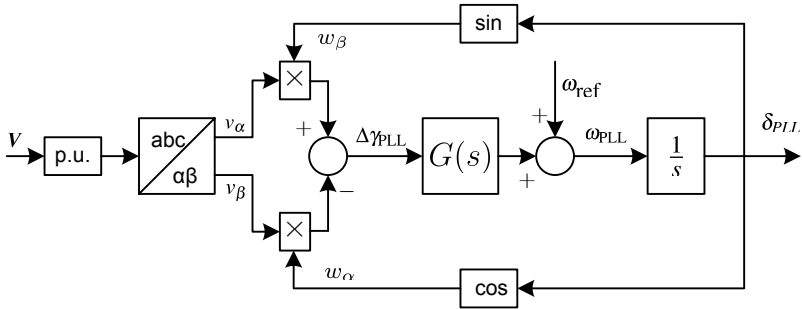 sin
w_β
×
ω_ref
v_α
+
+
V
p.u.
abc
αβ
Δγ_PLL
G(s)
ω_PLL
1/s
δ_PLL
v_β
−
+
×
w_α
cos